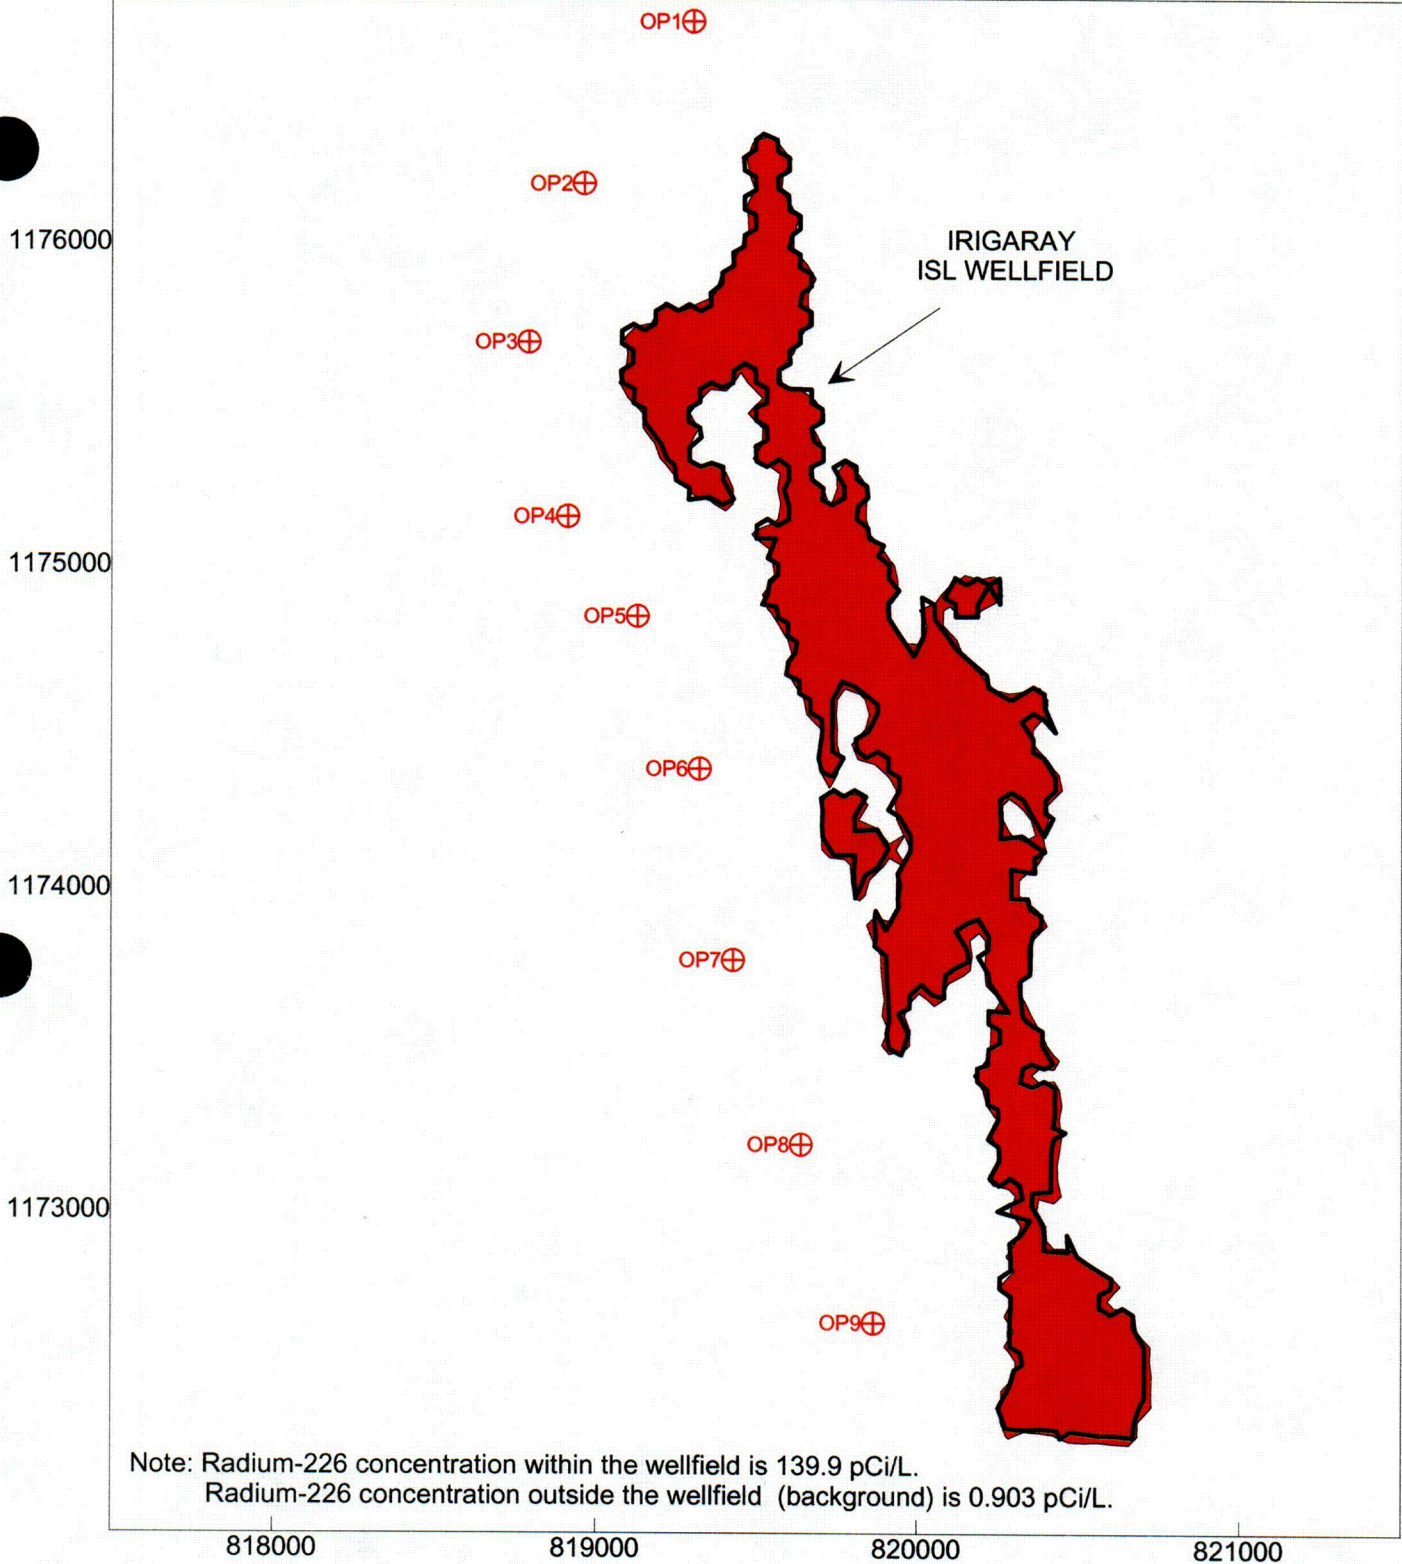 OP1
OP2
1176000
IRIGARAY
ISL WELLFIELD
OP3
OP4
1175000
OP5
OP6
1174000
OP7
OP8
1173000
OP9
Note: Radium-226 concentration within the wellfield is 139.9 pCi/L.
Radium-226 concentration outside the wellfield (background) is 0.903 pCi/L.
818000 819000 820000 821000